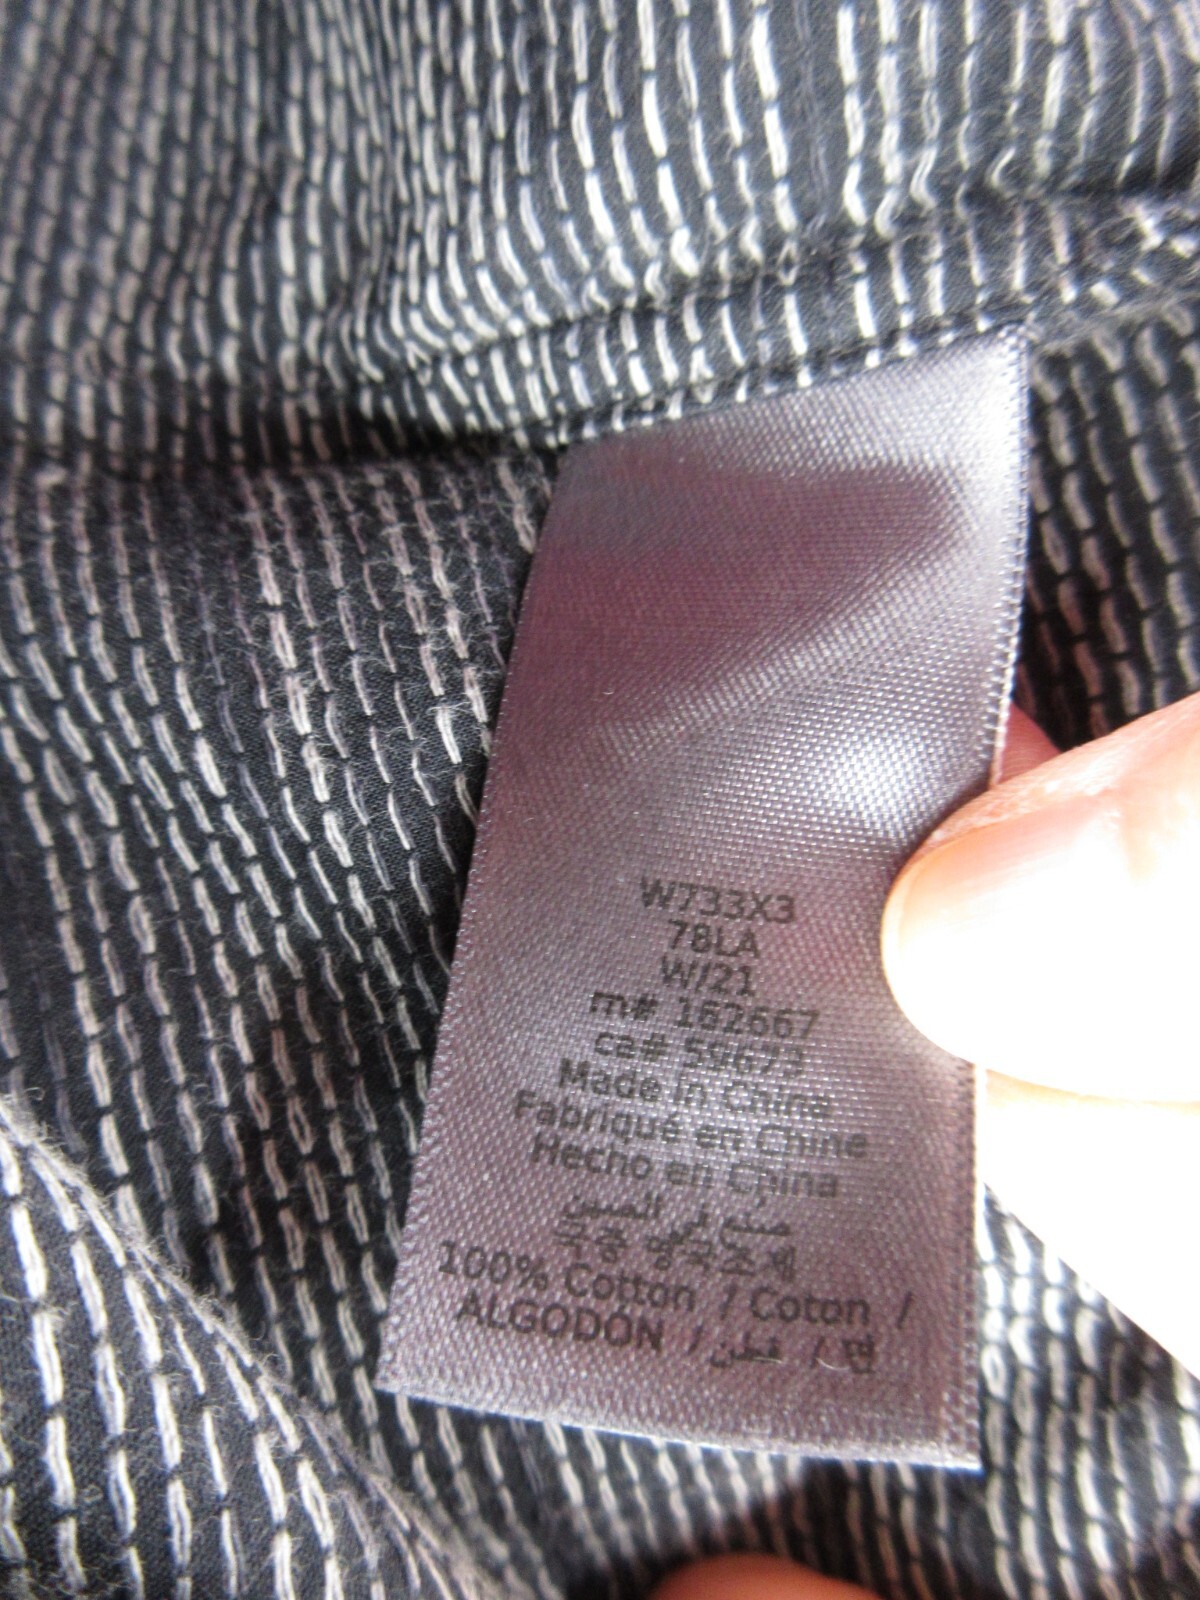 W733X3
78LA
W/21
m# 162667
ca# 59673
Made in China
Fabriqué en Chine
Hecho en China
صنع في الصين
100% Cotton / Coton /
ALGODÓN / قطن / 면